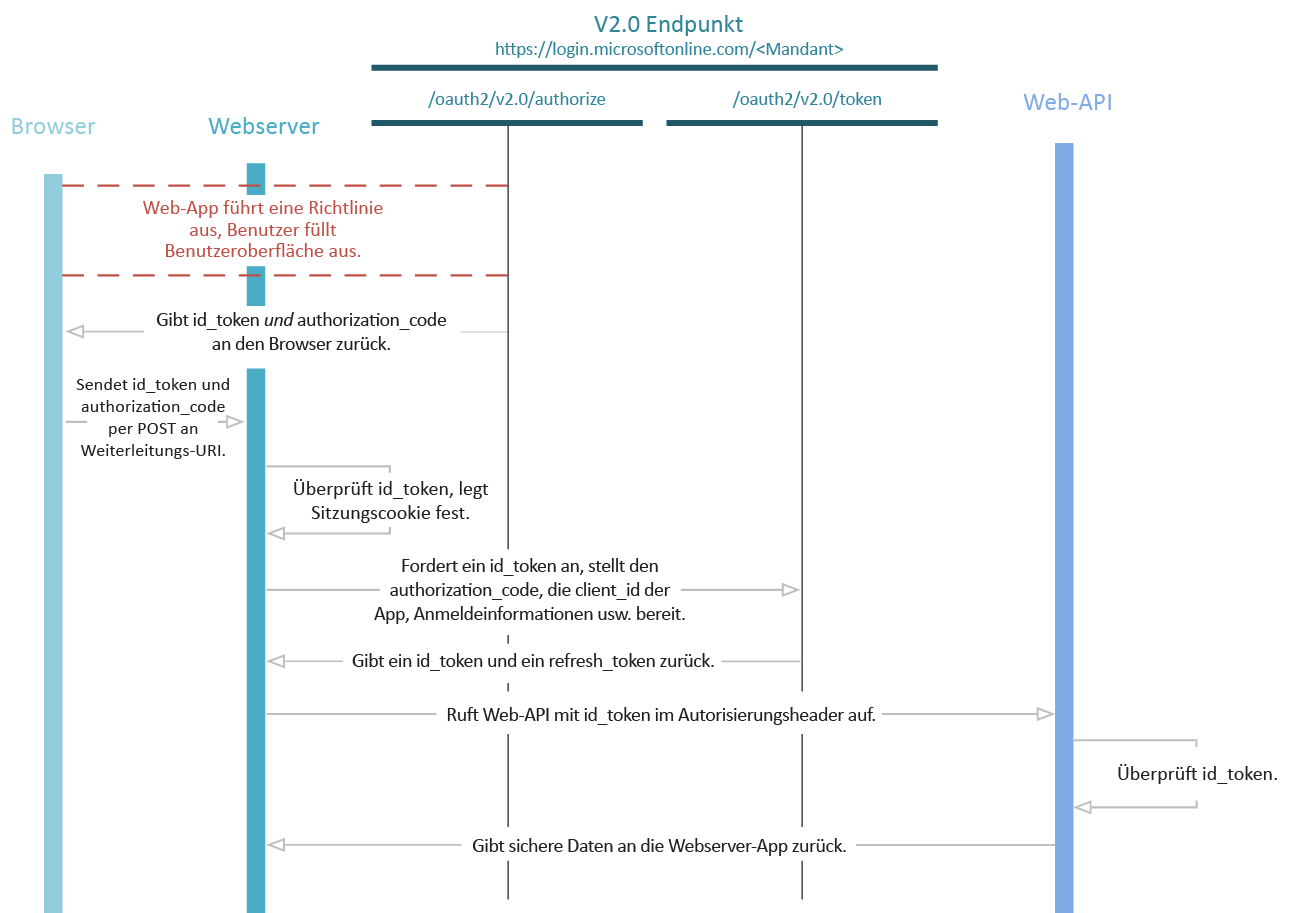 V2.0 Endpunkt
https://login.microsoftonline.com/<Mandant>
/oauth2/v2.0/authorize
/oauth2/v2.0/token
Web-API
Browser
Webserver
Web-App führt eine Richtlinie
aus, Benutzer füllt
Benutzeroberfläche aus.
Gibt id_token und authorization_code
an den Browser zurück.
Sendet id_token und
authorization_code
per POST an
Weiterleitungs-URI.
Überprüft id_token, legt
Sitzungscookie fest.
Fordert ein id_token an, stellt den
authorization_code, die client_id der
App, Anmeldeinformationen usw. bereit.
Gibt ein id_token und ein refresh_token zurück.
Ruft Web-API mit id_token im Autorisierungsheader auf.
Überprüft id_token.
Gibt sichere Daten an die Webserver-App zurück.